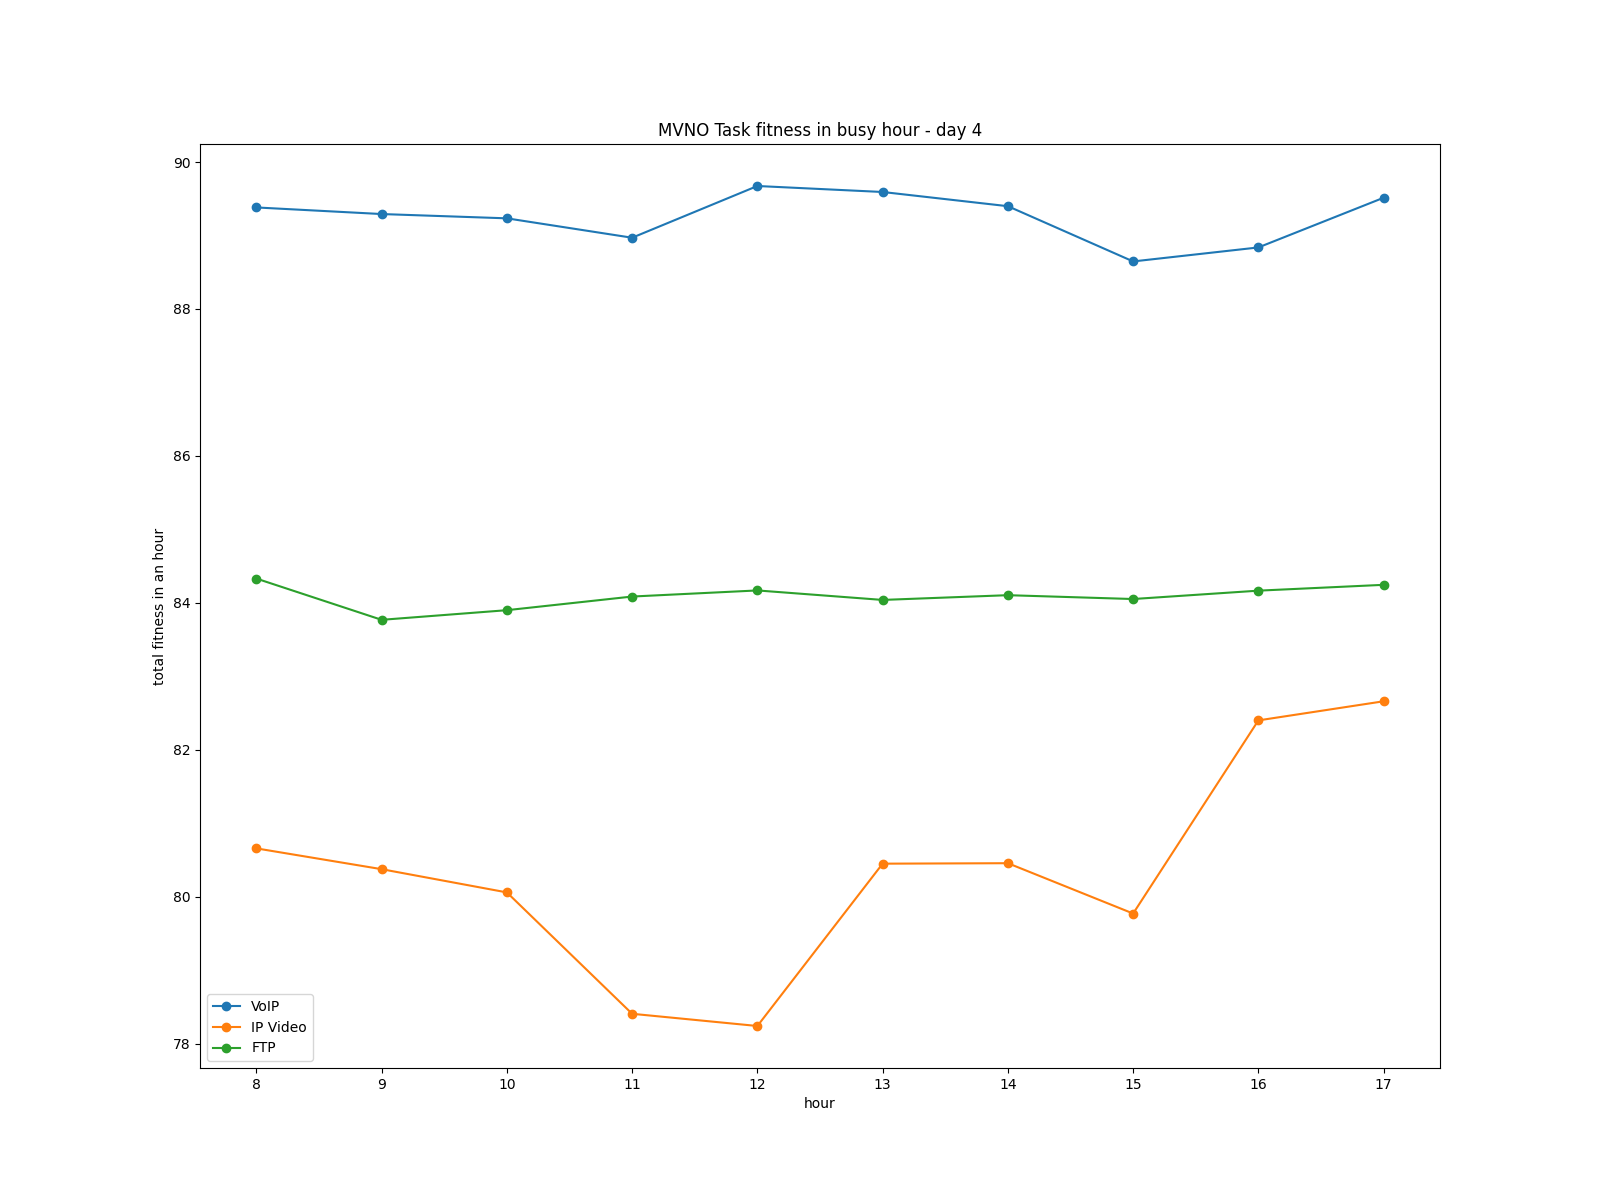 MVNO Task fitness in busy hour - day 4
90
88
86
84
82
80
78
total fitness in an hour
VoIP
IP Video
FTP
8 9 10 11 12 13 14 15 16 17
hour